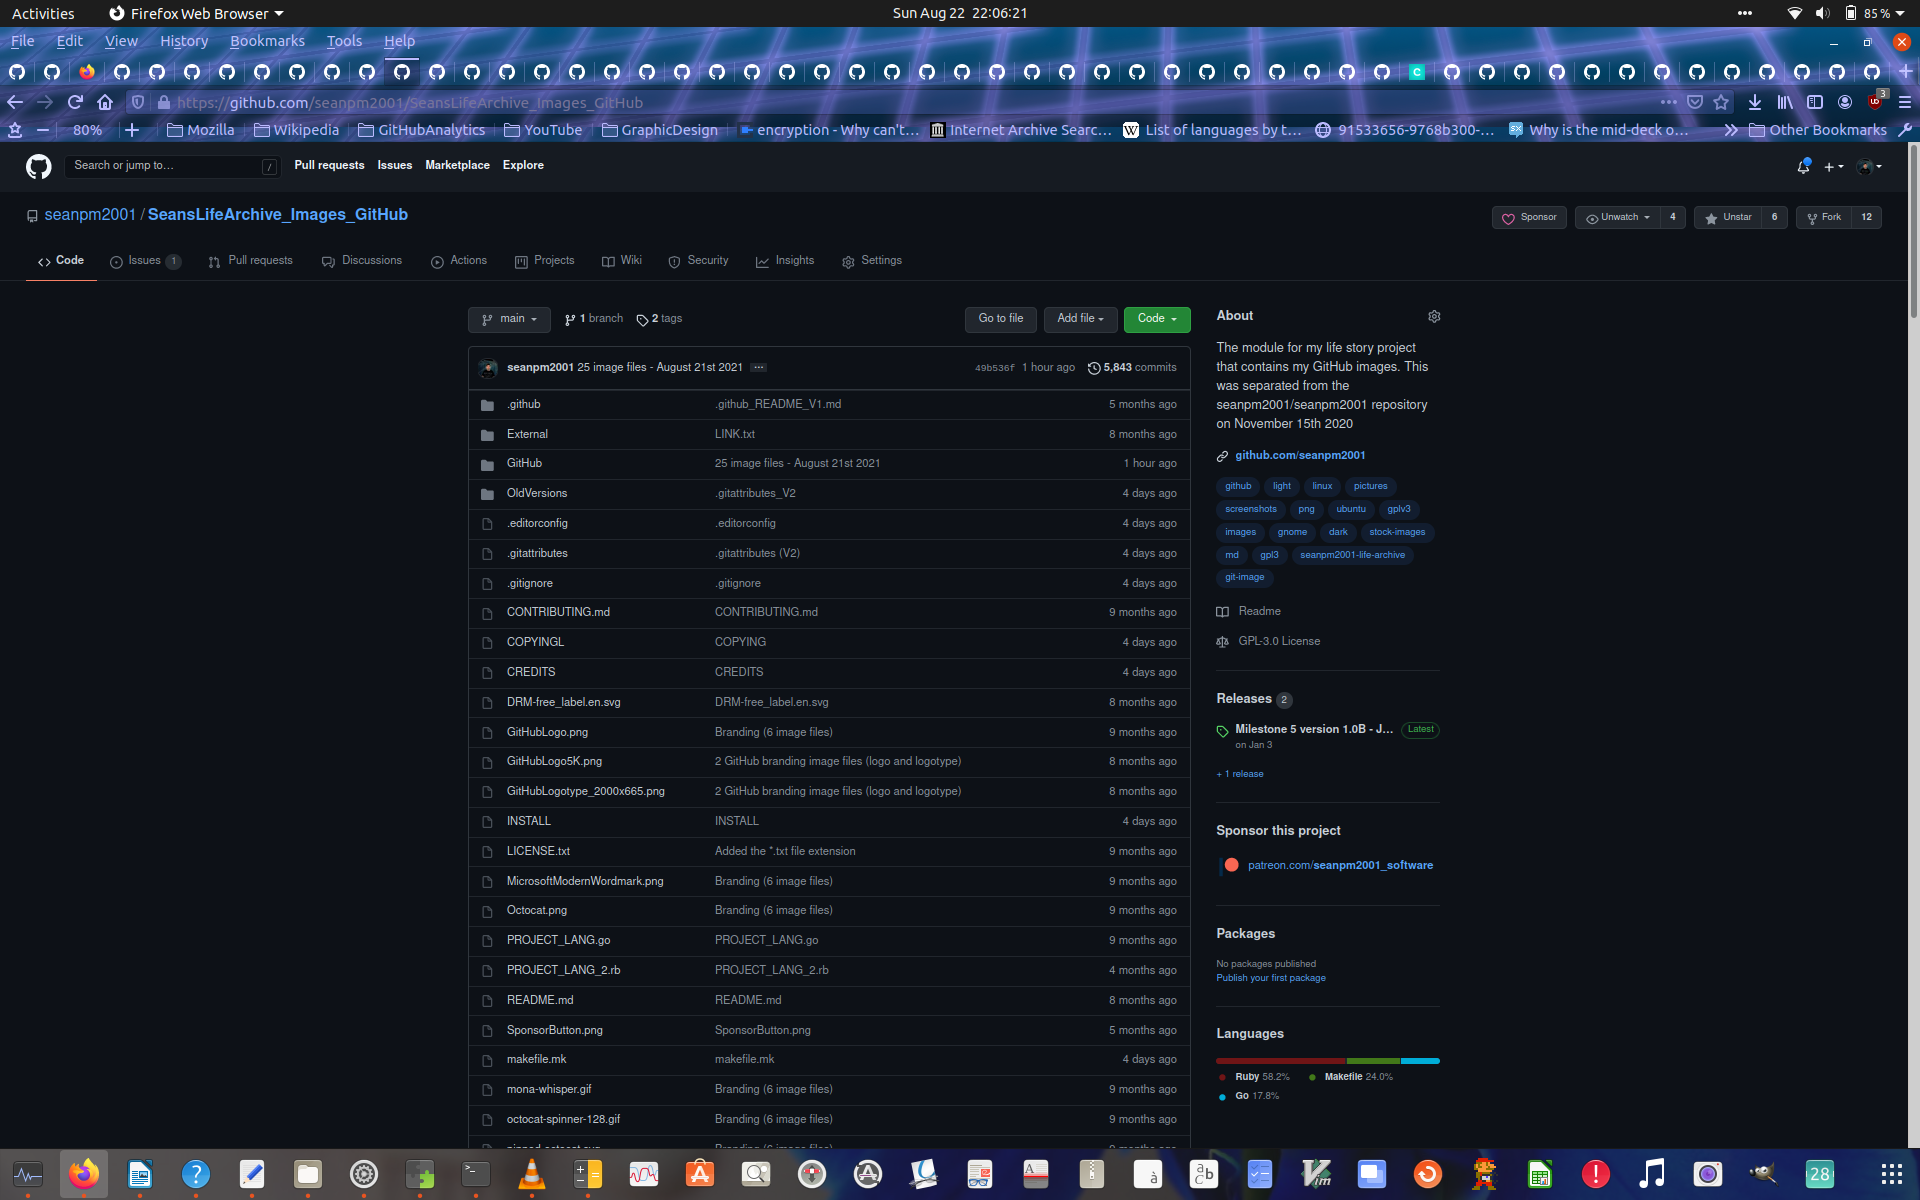 Activities Firefox Web Browser Sun Aug 22 22:06:21 85 %
File Edit View History Bookmarks Tools Help
https://github.com/seanpm2001/SeansLifeArchive_Images_GitHub 3
80% Mozilla Wikipedia GitHubAnalytics YouTube GraphicDesign encryption - Why can't… Internet Archive Searc… List of languages by t… 91533656-9768b300-… Why is the mid-deck o… Other Bookmarks
Search or jump to… / Pull requests Issues Marketplace Explore
seanpm2001 / SeansLifeArchive_Images_GitHub Sponsor Unwatch 4 Unstar 6 Fork 12
Code Issues 1 Pull requests Discussions Actions Projects Wiki Security Insights Settings
main 1 branch 2 tags Go to file Add file Code
seanpm2001 25 image files - August 21st 2021 ... 49b536f 1 hour ago 5,843 commits
.github .github_README_V1.md 5 months ago
External LINK.txt 8 months ago
GitHub 25 image files - August 21st 2021 1 hour ago
OldVersions .gitattributes_V2 4 days ago
.editorconfig .editorconfig 4 days ago
.gitattributes .gitattributes (V2) 4 days ago
.gitignore .gitignore 4 days ago
CONTRIBUTING.md CONTRIBUTING.md 9 months ago
COPYINGL COPYING 4 days ago
CREDITS CREDITS 4 days ago
DRM-free_label.en.svg DRM-free_label.en.svg 8 months ago
GitHubLogo.png Branding (6 image files) 9 months ago
GitHubLogo5K.png 2 GitHub branding image files (logo and logotype) 8 months ago
GitHubLogotype_2000x665.png 2 GitHub branding image files (logo and logotype) 8 months ago
INSTALL INSTALL 4 days ago
LICENSE.txt Added the *.txt file extension 9 months ago
MicrosoftModernWordmark.png Branding (6 image files) 9 months ago
Octocat.png Branding (6 image files) 9 months ago
PROJECT_LANG.go PROJECT_LANG.go 9 months ago
PROJECT_LANG_2.rb PROJECT_LANG_2.rb 4 months ago
README.md README.md 8 months ago
SponsorButton.png SponsorButton.png 5 months ago
makefile.mk makefile.mk 4 days ago
mona-whisper.gif Branding (6 image files) 9 months ago
octocat-spinner-128.gif Branding (6 image files) 9 months ago
About
The module for my life story project
that contains my GitHub images. This
was separated from the
seanpm2001/seanpm2001 repository
on November 15th 2020
github.com/seanpm2001
github light linux pictures
screenshots png ubuntu gplv3
images gnome dark stock-images
md gpl3 seanpm2001-life-archive
git-image
Readme
GPL-3.0 License
Releases 2
Milestone 5 version 1.0B - J... Latest
on Jan 3
+ 1 release
Sponsor this project
patreon.com/seanpm2001_software
Packages
No packages published
Publish your first package
Languages
Ruby 58.2% Makefile 24.0%
Go 17.8%
28